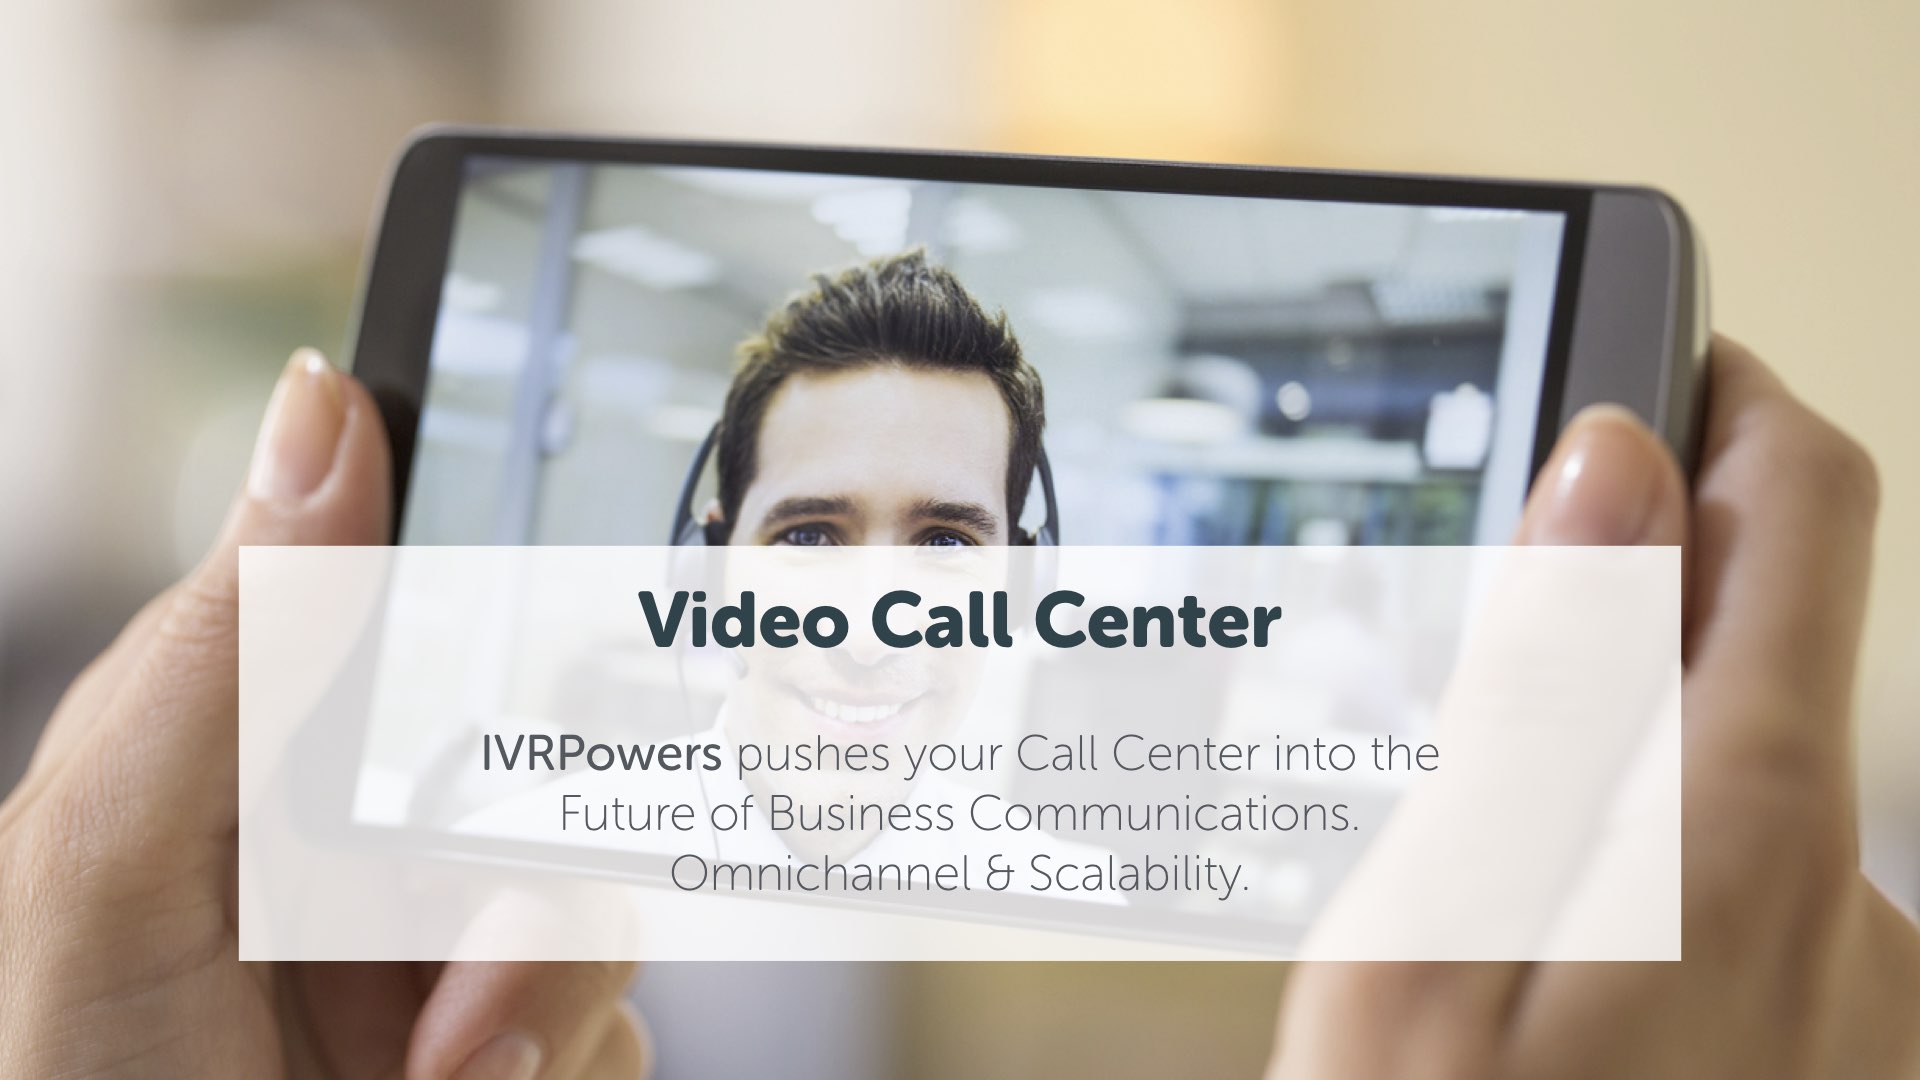 Video Call Center
IVRPowers pushes your Call Center into the
Future of Business Communications.
Omnichannel & Scalability.